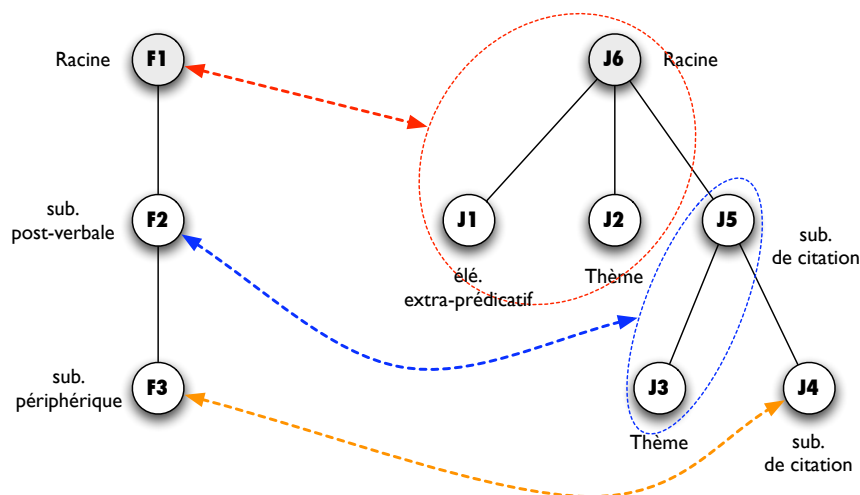 Racine
F1
J6
Racine
sub.
post-verbale
F2
J1
J2
J5
sub.
de citation
élé.
extra-prédicatif
Thème
sub.
périphérique
F3
J3
J4
Thème
sub.
de citation